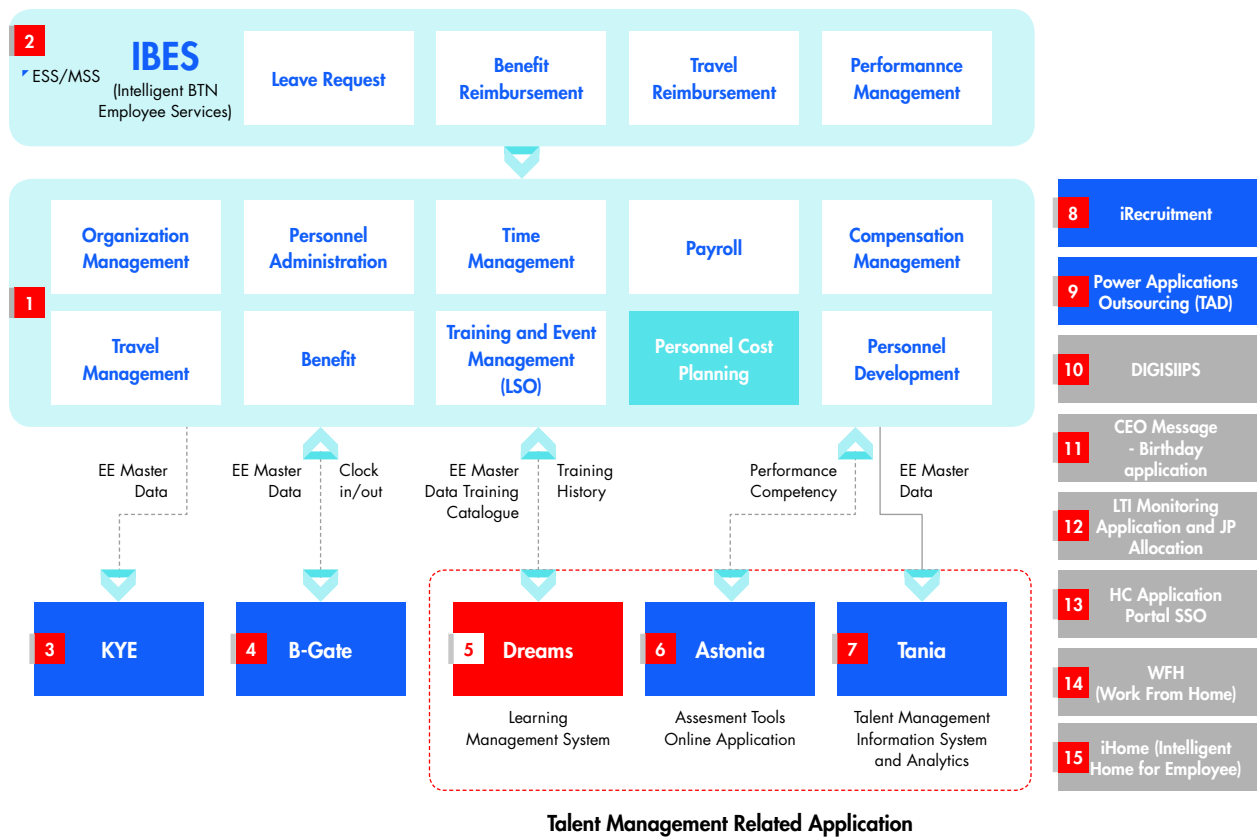 2
ESS/MSS
IBES
(Intelligent BTN
Employee Services)
Leave Request
Benefit
Reimbursement
Travel
Reimbursement
Performannce
Management
1
Organization
Management
Personnel
Administration
Time
Management
Payroll
Compensation
Management
Travel
Management
Benefit
Training and Event
Management
(LSO)
Personnel Cost
Planning
Personnel
Development
EE Master
Data
EE Master
Data
Clock
in/out
EE Master
Data Training
Catalogue
Training
History
Performance
Competency
EE Master
Data
3
KYE
4
B-Gate
5
Dreams
6
Astonia
7
Tania
Learning
Management System
Assesment Tools
Online Application
Talent Management
Information System
and Analytics
Talent Management Related Application
8
iRecruitment
9
Power Applications
Outsourcing (TAD)
10
DIGISIIPS
11
CEO Message
- Birthday
application
12
LTI Monitoring
Application and JP
Allocation
13
HC Application
Portal SSO
14
WFH
(Work From Home)
15
iHome (Intelligent
Home for Employee)